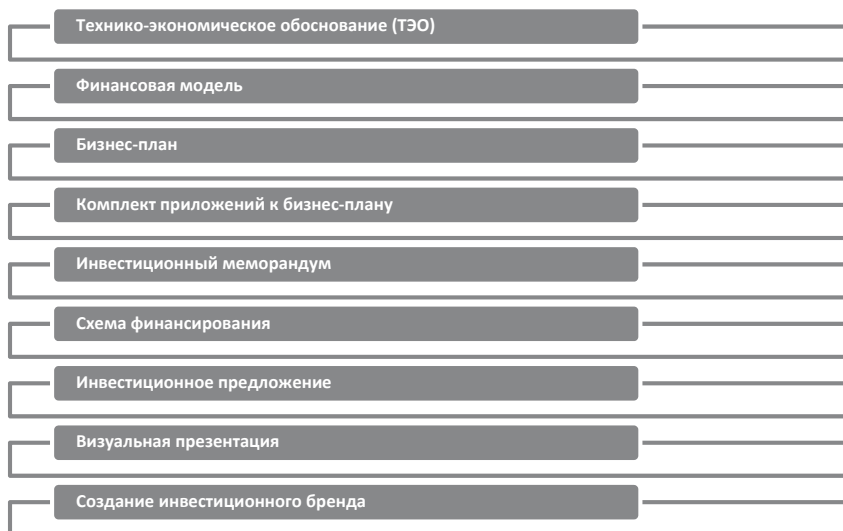 Технико-экономическое обоснование (ТЭО)
Финансовая модель
Бизнес-план
Комплект приложений к бизнес-плану
Инвестиционный меморандум
Схема финансирования
Инвестиционное предложение
Визуальная презентация
Создание инвестиционного бренда